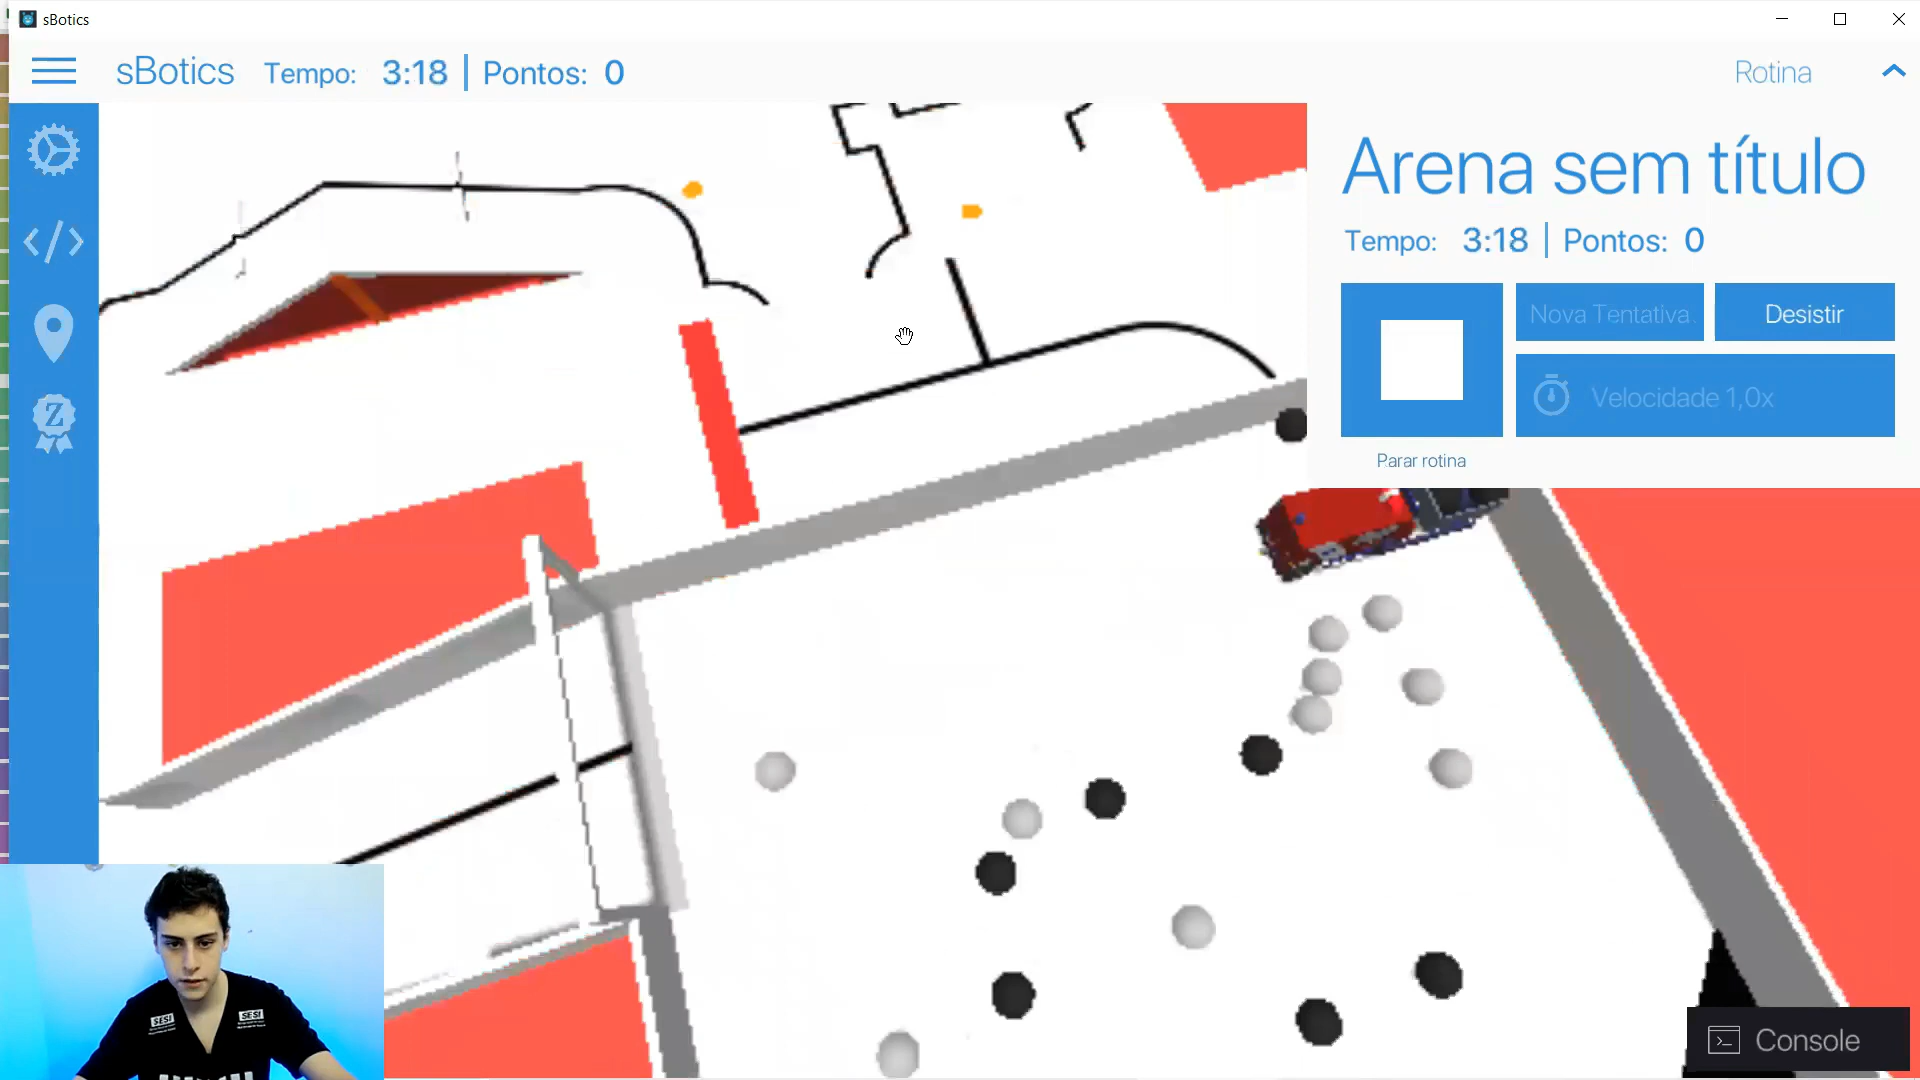 sBotics
sBotics Tempo: 3:18 | Pontos: 0
Rotina
Arena sem título
Tempo: 3:18 | Pontos: 0
Nova Tentativa
Desistir
Velocidade 1,0x
Parar rotina
Z
SESI
SESI
Console